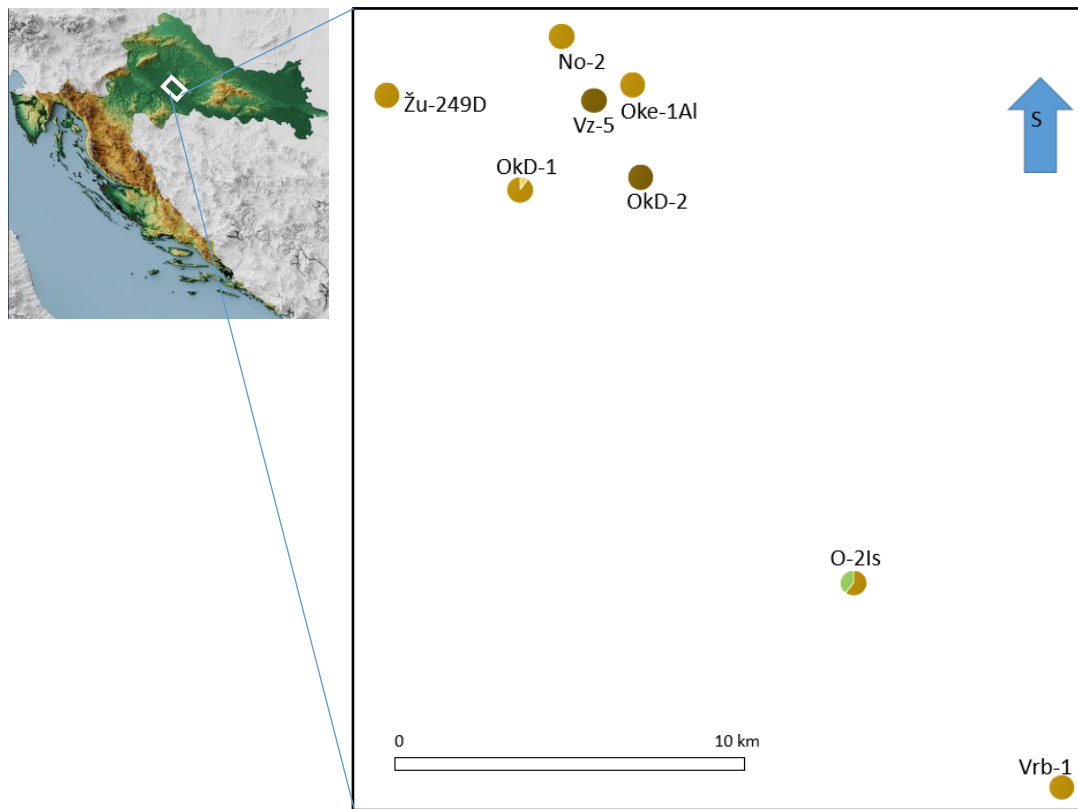 No-2
Žu-249D
Oke-1Al
Vz-5
S
OkD-1
OkD-2
O-2Is
0
10 km
Vrb-1